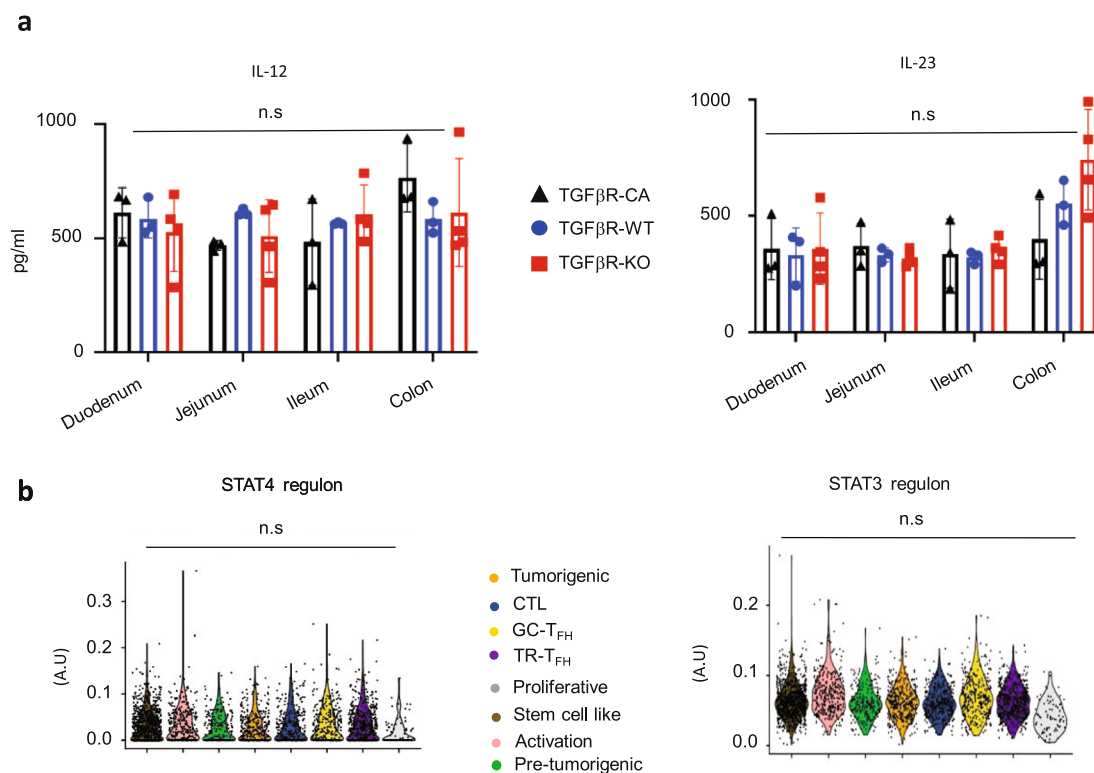 a
IL-12
n.s
1000
500
0
pg/ml
Duodenum
Jejunum
Ileum
Colon
TGFβR-CA
TGFβR-WT
TGFβR-KO
IL-23
n.s
1000
500
0
Duodenum
Jejunum
Ileum
Colon
b
STAT4 regulon
n.s
0.3
0.2
0.1
0.0
(A.U)
Tumorigenic
CTL
GC-TFH
TR-TFH
Proliferative
Stem cell like
Activation
Pre-tumorigenic
STAT3 regulon
n.s
0.2
0.1
0.0
(A.U)